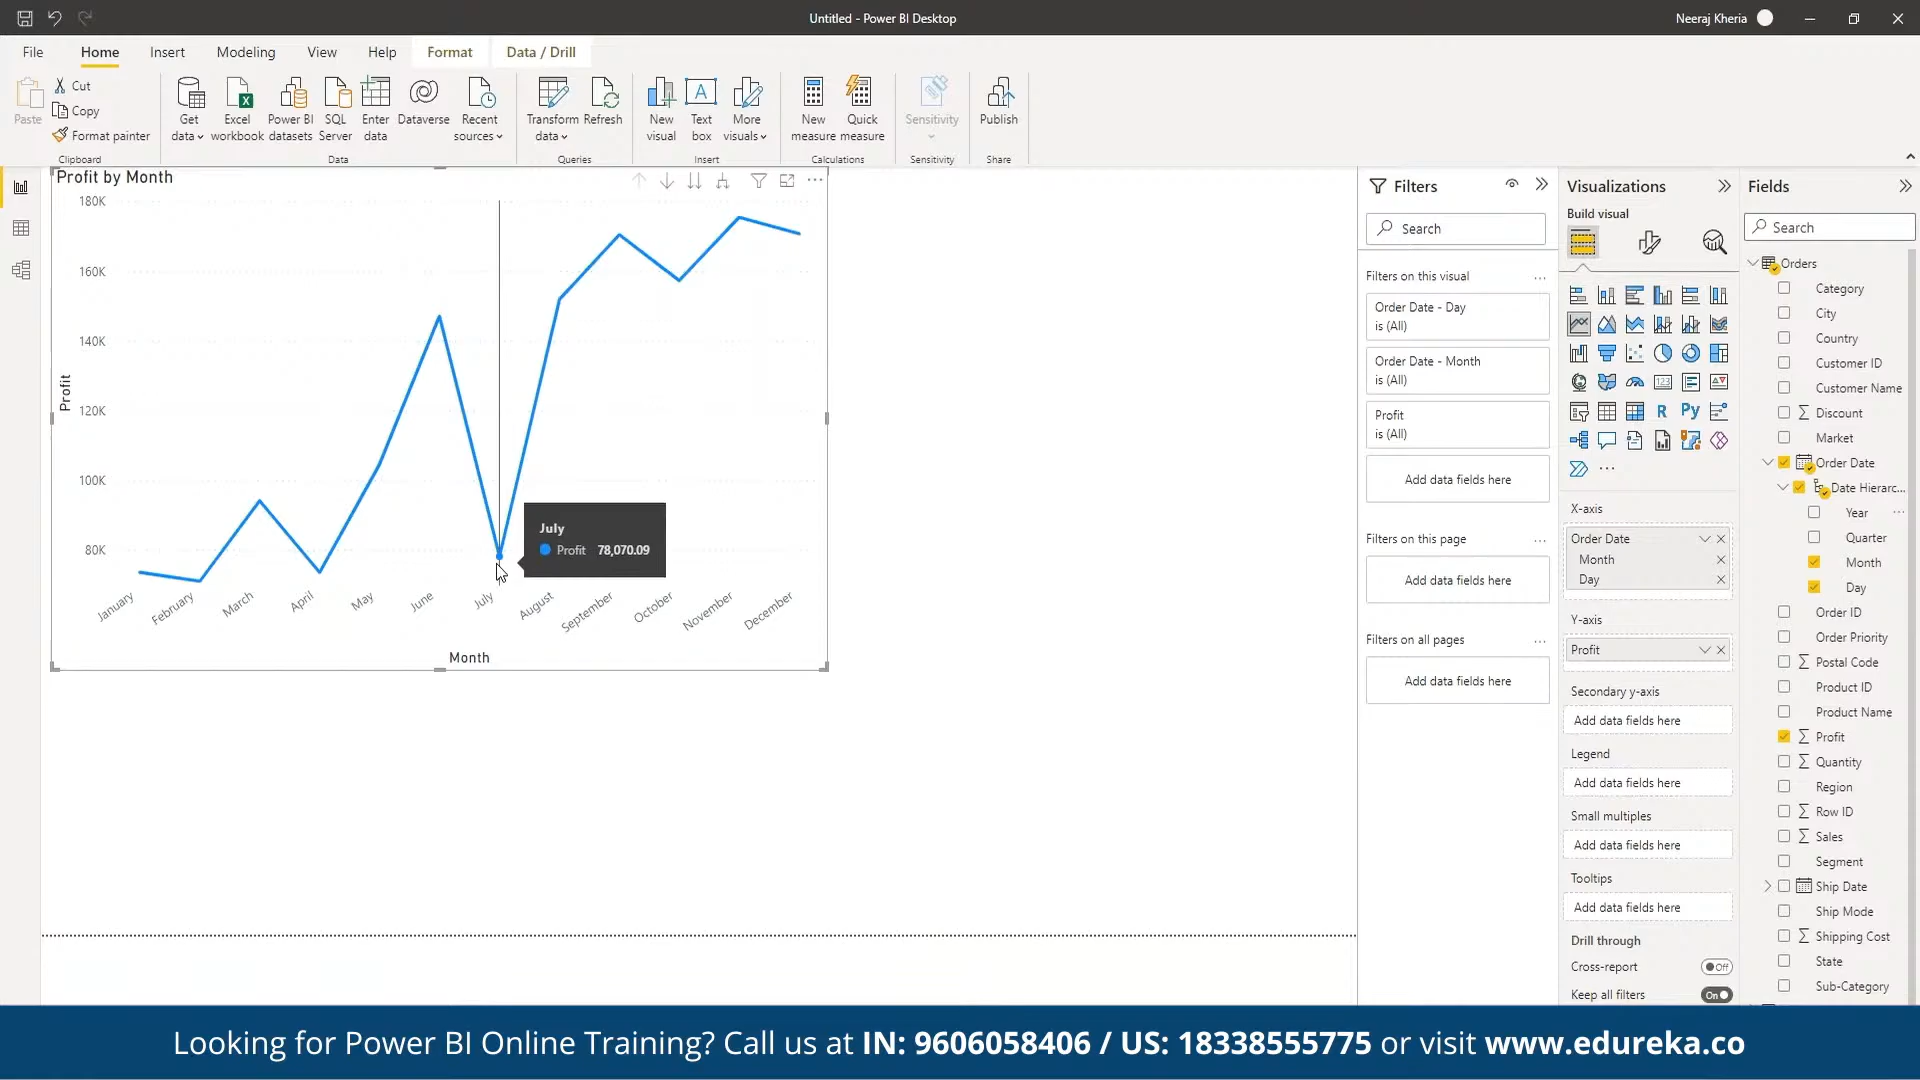 Untitled - Power BI Desktop
Neeraj Kheria
File Home Insert Modeling View Help Format Data / Drill
Paste
Cut
Copy
Format painter
Clipboard
Get data
Excel workbook
Power BI datasets
SQL Server
Enter data
Dataverse
Recent sources
Data
Transform data
Refresh
Queries
New visual
Text box
More visuals
Insert
New measure
Quick measure
Calculations
Sensitivity
Sensitivity
Publish
Share
Profit by Month
180K
160K
140K
120K
100K
80K
Profit
July
Profit 78,070.09
January February March April May June July August September October November December
Month
Filters
Search
Filters on this visual
Order Date - Day
is (All)
Order Date - Month
is (All)
Profit
is (All)
Add data fields here
Filters on this page
Add data fields here
Filters on all pages
Add data fields here
Visualizations
Build visual
123
R
Py
X-axis
Order Date
Month
Day
Y-axis
Profit
Secondary y-axis
Add data fields here
Legend
Add data fields here
Small multiples
Add data fields here
Tooltips
Add data fields here
Drill through
Cross-report
Off
Keep all filters
On
Fields
Search
Orders
Category
City
Country
Customer ID
Customer Name
Discount
Market
Order Date
Date Hierarc...
Year
Quarter
Month
Day
Order ID
Order Priority
Postal Code
Product ID
Product Name
Profit
Quantity
Region
Row ID
Sales
Segment
Ship Date
Ship Mode
Shipping Cost
State
Sub-Category
Looking for Power BI Online Training? Call us at IN: 9606058406 / US: 18338555775 or visit www.edureka.co